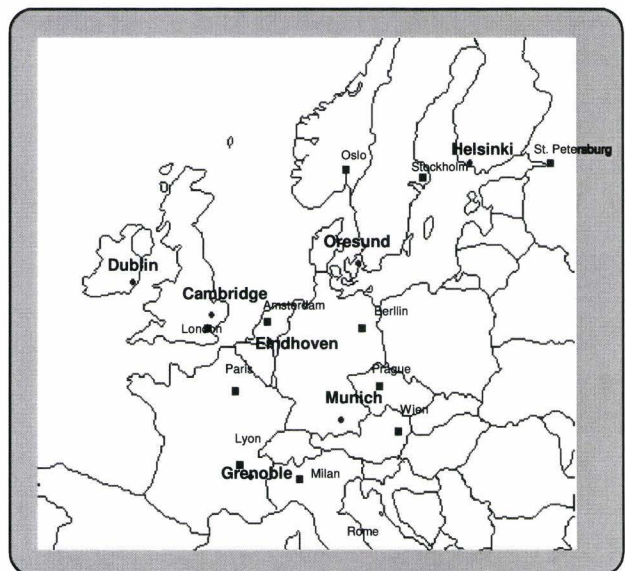 Oslo
Helsinki
St. Petersburg
Stockholm
Oresund
Dublin
Cambridge
Amsterdam
Berllin
London
Eindhoven
Paris
Prague
Munich
Wien
Lyon
Grenoble
Milan
Rome